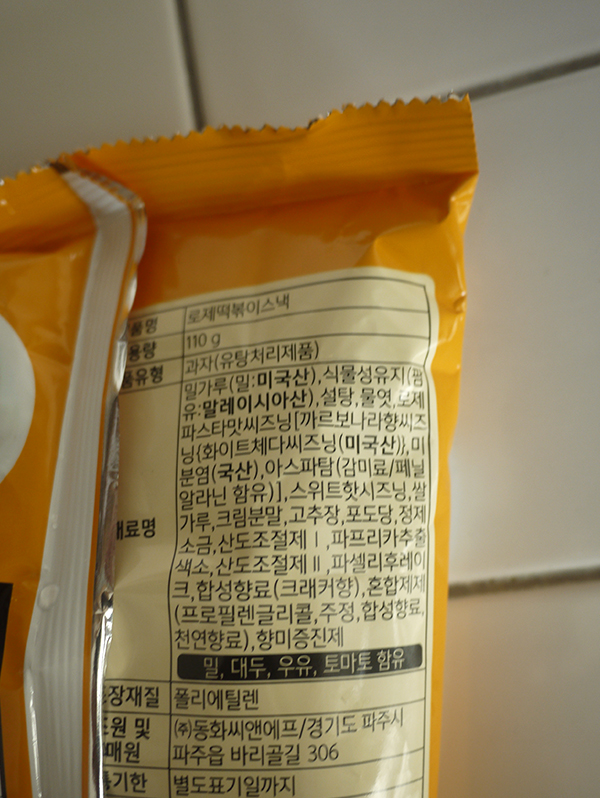 품명 로제떡볶이스낵
용량 110 g
품유형 과자(유탕처리제품)
밀가루(밀:미국산),식물성유지(팜
유:말레이시아산),설탕,물엿,로제
파스타맛씨즈닝[까르보나라향씨즈
닝{화이트체다씨즈닝(미국산)},미
분염(국산),아스파탐(감미료/페닐
알라닌 함유)],스위트핫시즈닝,쌀
재료명 가루,크림분말,고추장,포도당,정제
소금,산도조절제Ⅰ,파프리카추출
색소,산도조절제Ⅱ,파셀리후레이
크,합성향료(크래커향),혼합제제
(프로필렌글리콜,주정,합성향료,
천연향료),향미증진제
밀, 대두, 우유, 토마토 함유
장재질 폴리에틸렌
원 및 ㈜동화씨앤에프/경기도 파주시
매원 파주읍 바리골길 306
기한 별도표기일까지